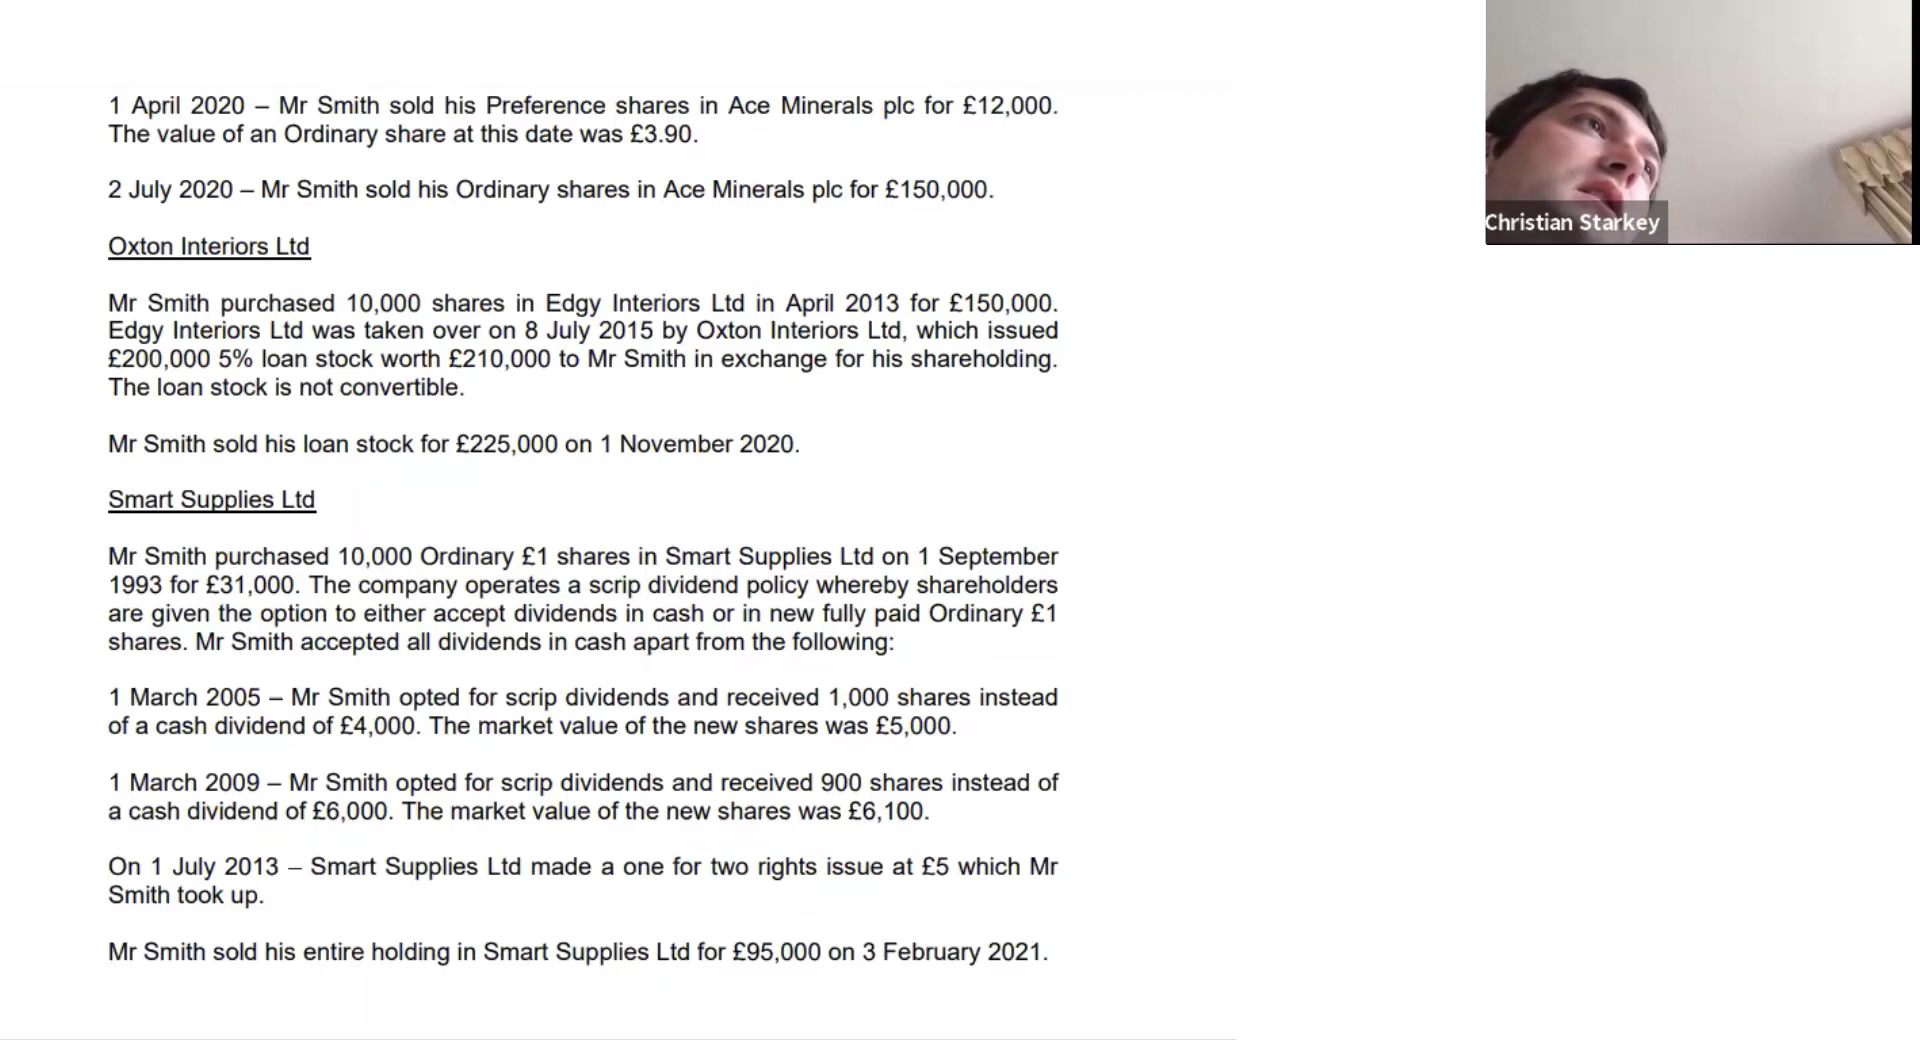 1 April 2020 – Mr Smith sold his Preference shares in Ace Minerals plc for £12,000.
The value of an Ordinary share at this date was £3.90.
2 July 2020 – Mr Smith sold his Ordinary shares in Ace Minerals plc for £150,000.
Oxton Interiors Ltd
Mr Smith purchased 10,000 shares in Edgy Interiors Ltd in April 2013 for £150,000.
Edgy Interiors Ltd was taken over on 8 July 2015 by Oxton Interiors Ltd, which issued
£200,000 5% loan stock worth £210,000 to Mr Smith in exchange for his shareholding.
The loan stock is not convertible.
Mr Smith sold his loan stock for £225,000 on 1 November 2020.
Smart Supplies Ltd
Mr Smith purchased 10,000 Ordinary £1 shares in Smart Supplies Ltd on 1 September
1993 for £31,000. The company operates a scrip dividend policy whereby shareholders
are given the option to either accept dividends in cash or in new fully paid Ordinary £1
shares. Mr Smith accepted all dividends in cash apart from the following:
1 March 2005 – Mr Smith opted for scrip dividends and received 1,000 shares instead
of a cash dividend of £4,000. The market value of the new shares was £5,000.
1 March 2009 – Mr Smith opted for scrip dividends and received 900 shares instead of
a cash dividend of £6,000. The market value of the new shares was £6,100.
On 1 July 2013 – Smart Supplies Ltd made a one for two rights issue at £5 which Mr
Smith took up.
Mr Smith sold his entire holding in Smart Supplies Ltd for £95,000 on 3 February 2021.
Christian Starkey